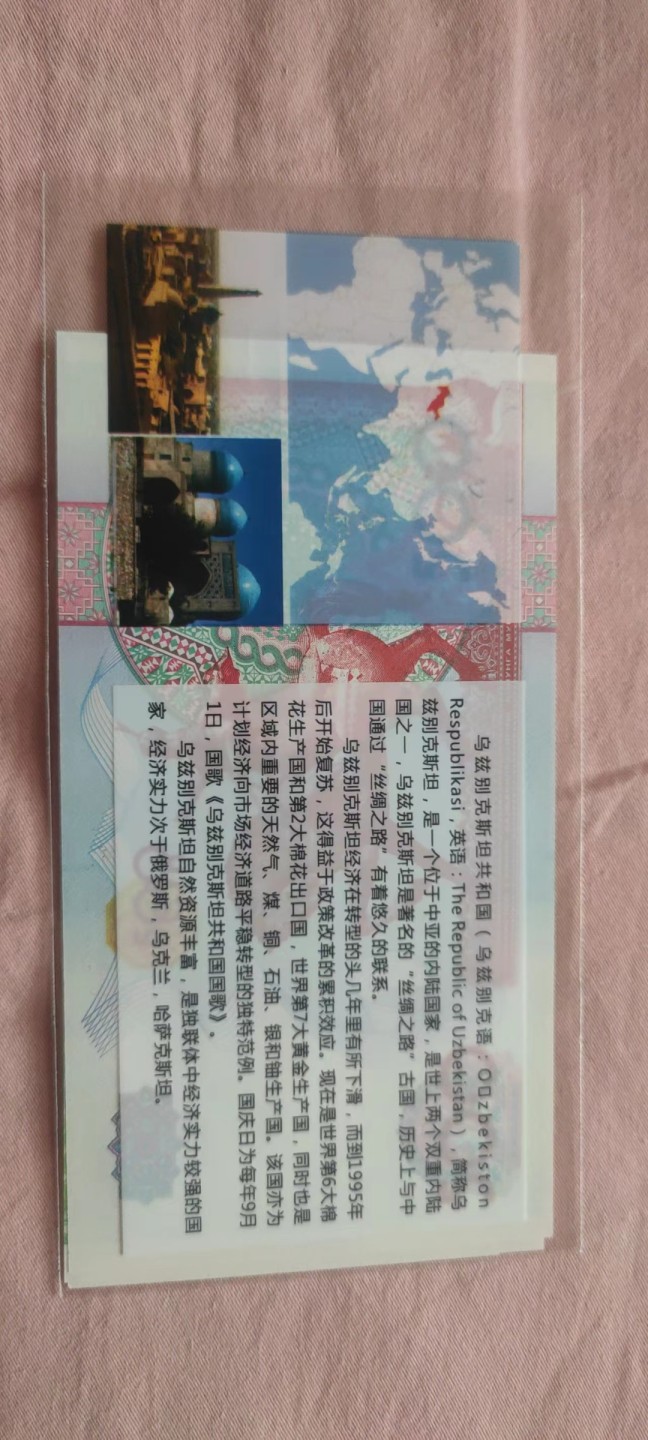 乌兹别克斯坦共和国（乌兹别克语：O▯zbekiston
Respublikasi，英语：The Republic of Uzbekistan），简称乌
兹别克斯坦，是一个位于中亚的内陆国家，是世上两个双重内陆
国之一，乌兹别克斯坦是著名的“丝绸之路”古国，历史上与中
国通过“丝绸之路”有着悠久的联系。
乌兹别克斯坦经济在转型的头几年里有所下滑，而到1995年
后开始复苏，这得益于政策改革的累积效应。现在是世界第6大棉
花生产国和第2大棉花出口国，世界第7大黄金生产国，同时也是
区域内重要的天然气、煤、铜、石油、银和铀生产国。该国亦为
计划经济向市场经济道路平稳转型的独特范例。国庆日为每年9月
1日，国歌《乌兹别克斯坦共和国国歌》。
乌兹别克斯坦自然资源丰富，是独联体中经济实力较强的国
家，经济实力次于俄罗斯，乌克兰，哈萨克斯坦。